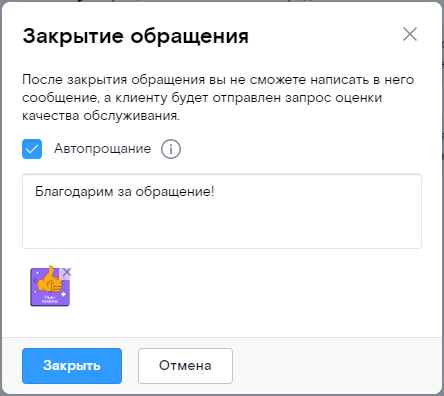 Закрытие обращения
После закрытия обращения вы не сможете написать в него
сообщение, а клиенту будет отправлен запрос оценки
качества обслуживания.
Автопрощание
Благодарим за обращение!
Закрыть
Отмена